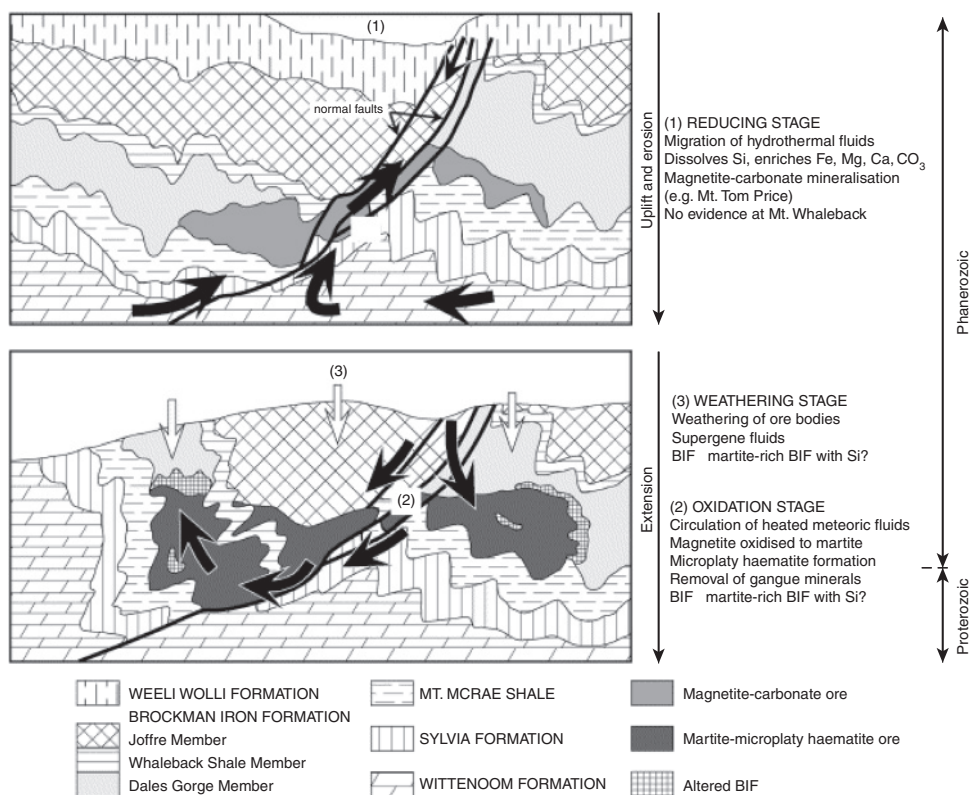 (1)
normal faults
Uplift and erosion
(1) REDUCING STAGE
Migration of hydrothermal fluids
Dissolves Si, enriches Fe, Mg, Ca, CO3
Magnetite-carbonate mineralisation
(e.g. Mt. Tom Price)
No evidence at Mt. Whaleback
Phanerozoic
(3)
(2)
Extension
(3) WEATHERING STAGE
Weathering of ore bodies
Supergene fluids
BIF martite-rich BIF with Si?
(2) OXIDATION STAGE
Circulation of heated meteoric fluids
Magnetite oxidised to martite
Microplaty haematite formation
Removal of gangue minerals
BIF martite-rich BIF with Si?
Proterozoic
WEELI WOLLI FORMATION
BROCKMAN IRON FORMATION
Joffre Member
Whaleback Shale Member
Dales Gorge Member
MT. MCRAE SHALE
SYLVIA FORMATION
WITTENOOM FORMATION
Magnetite-carbonate ore
Martite-microplaty haematite ore
Altered BIF